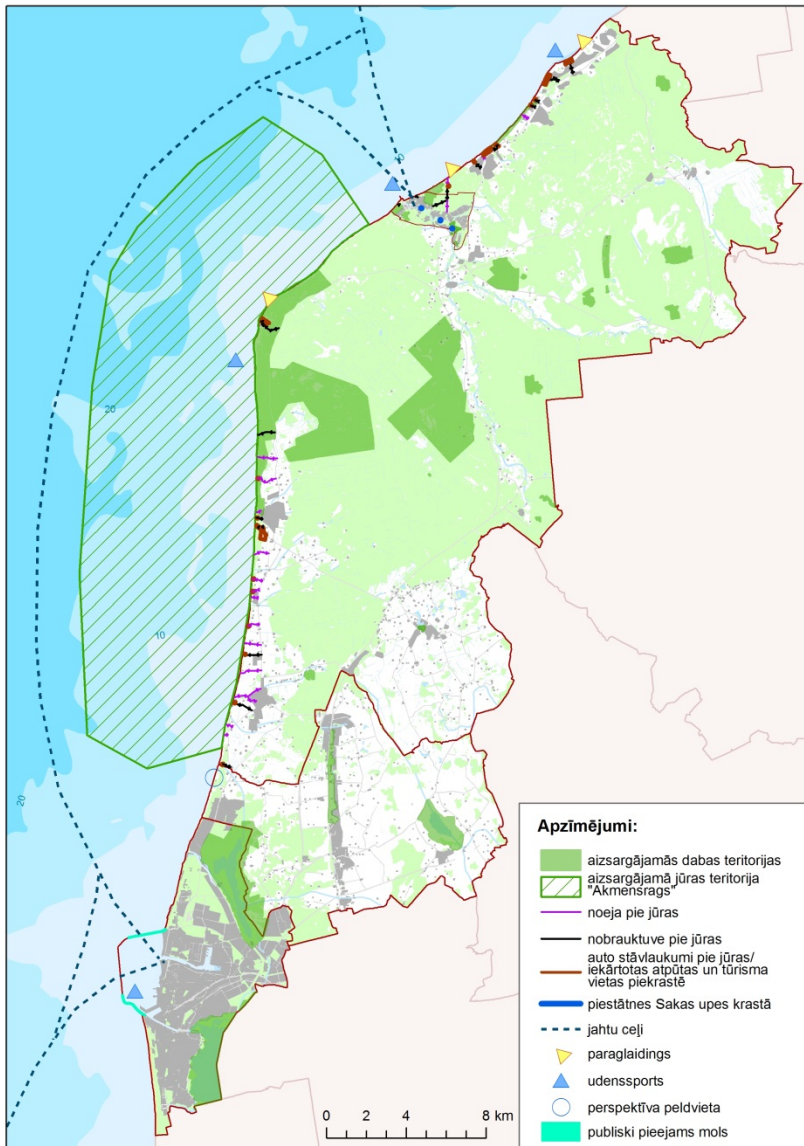 10
20
10
20
Apzīmējumi:
aizsargājamās dabas teritorijas
aizsargājamā jūras teritorija
"Akmensrags"
noeja pie jūras
nobrauktuve pie jūras
auto stāvlaukumi pie jūras/
iekārtotas atpūtas un tūrisma
vietas piekrastē
piestātnes Sakas upes krastā
jahtu ceļi
paraglaidings
udenssports
perspektīva peldvieta
publiski pieejams mols
0 2 4 8 km